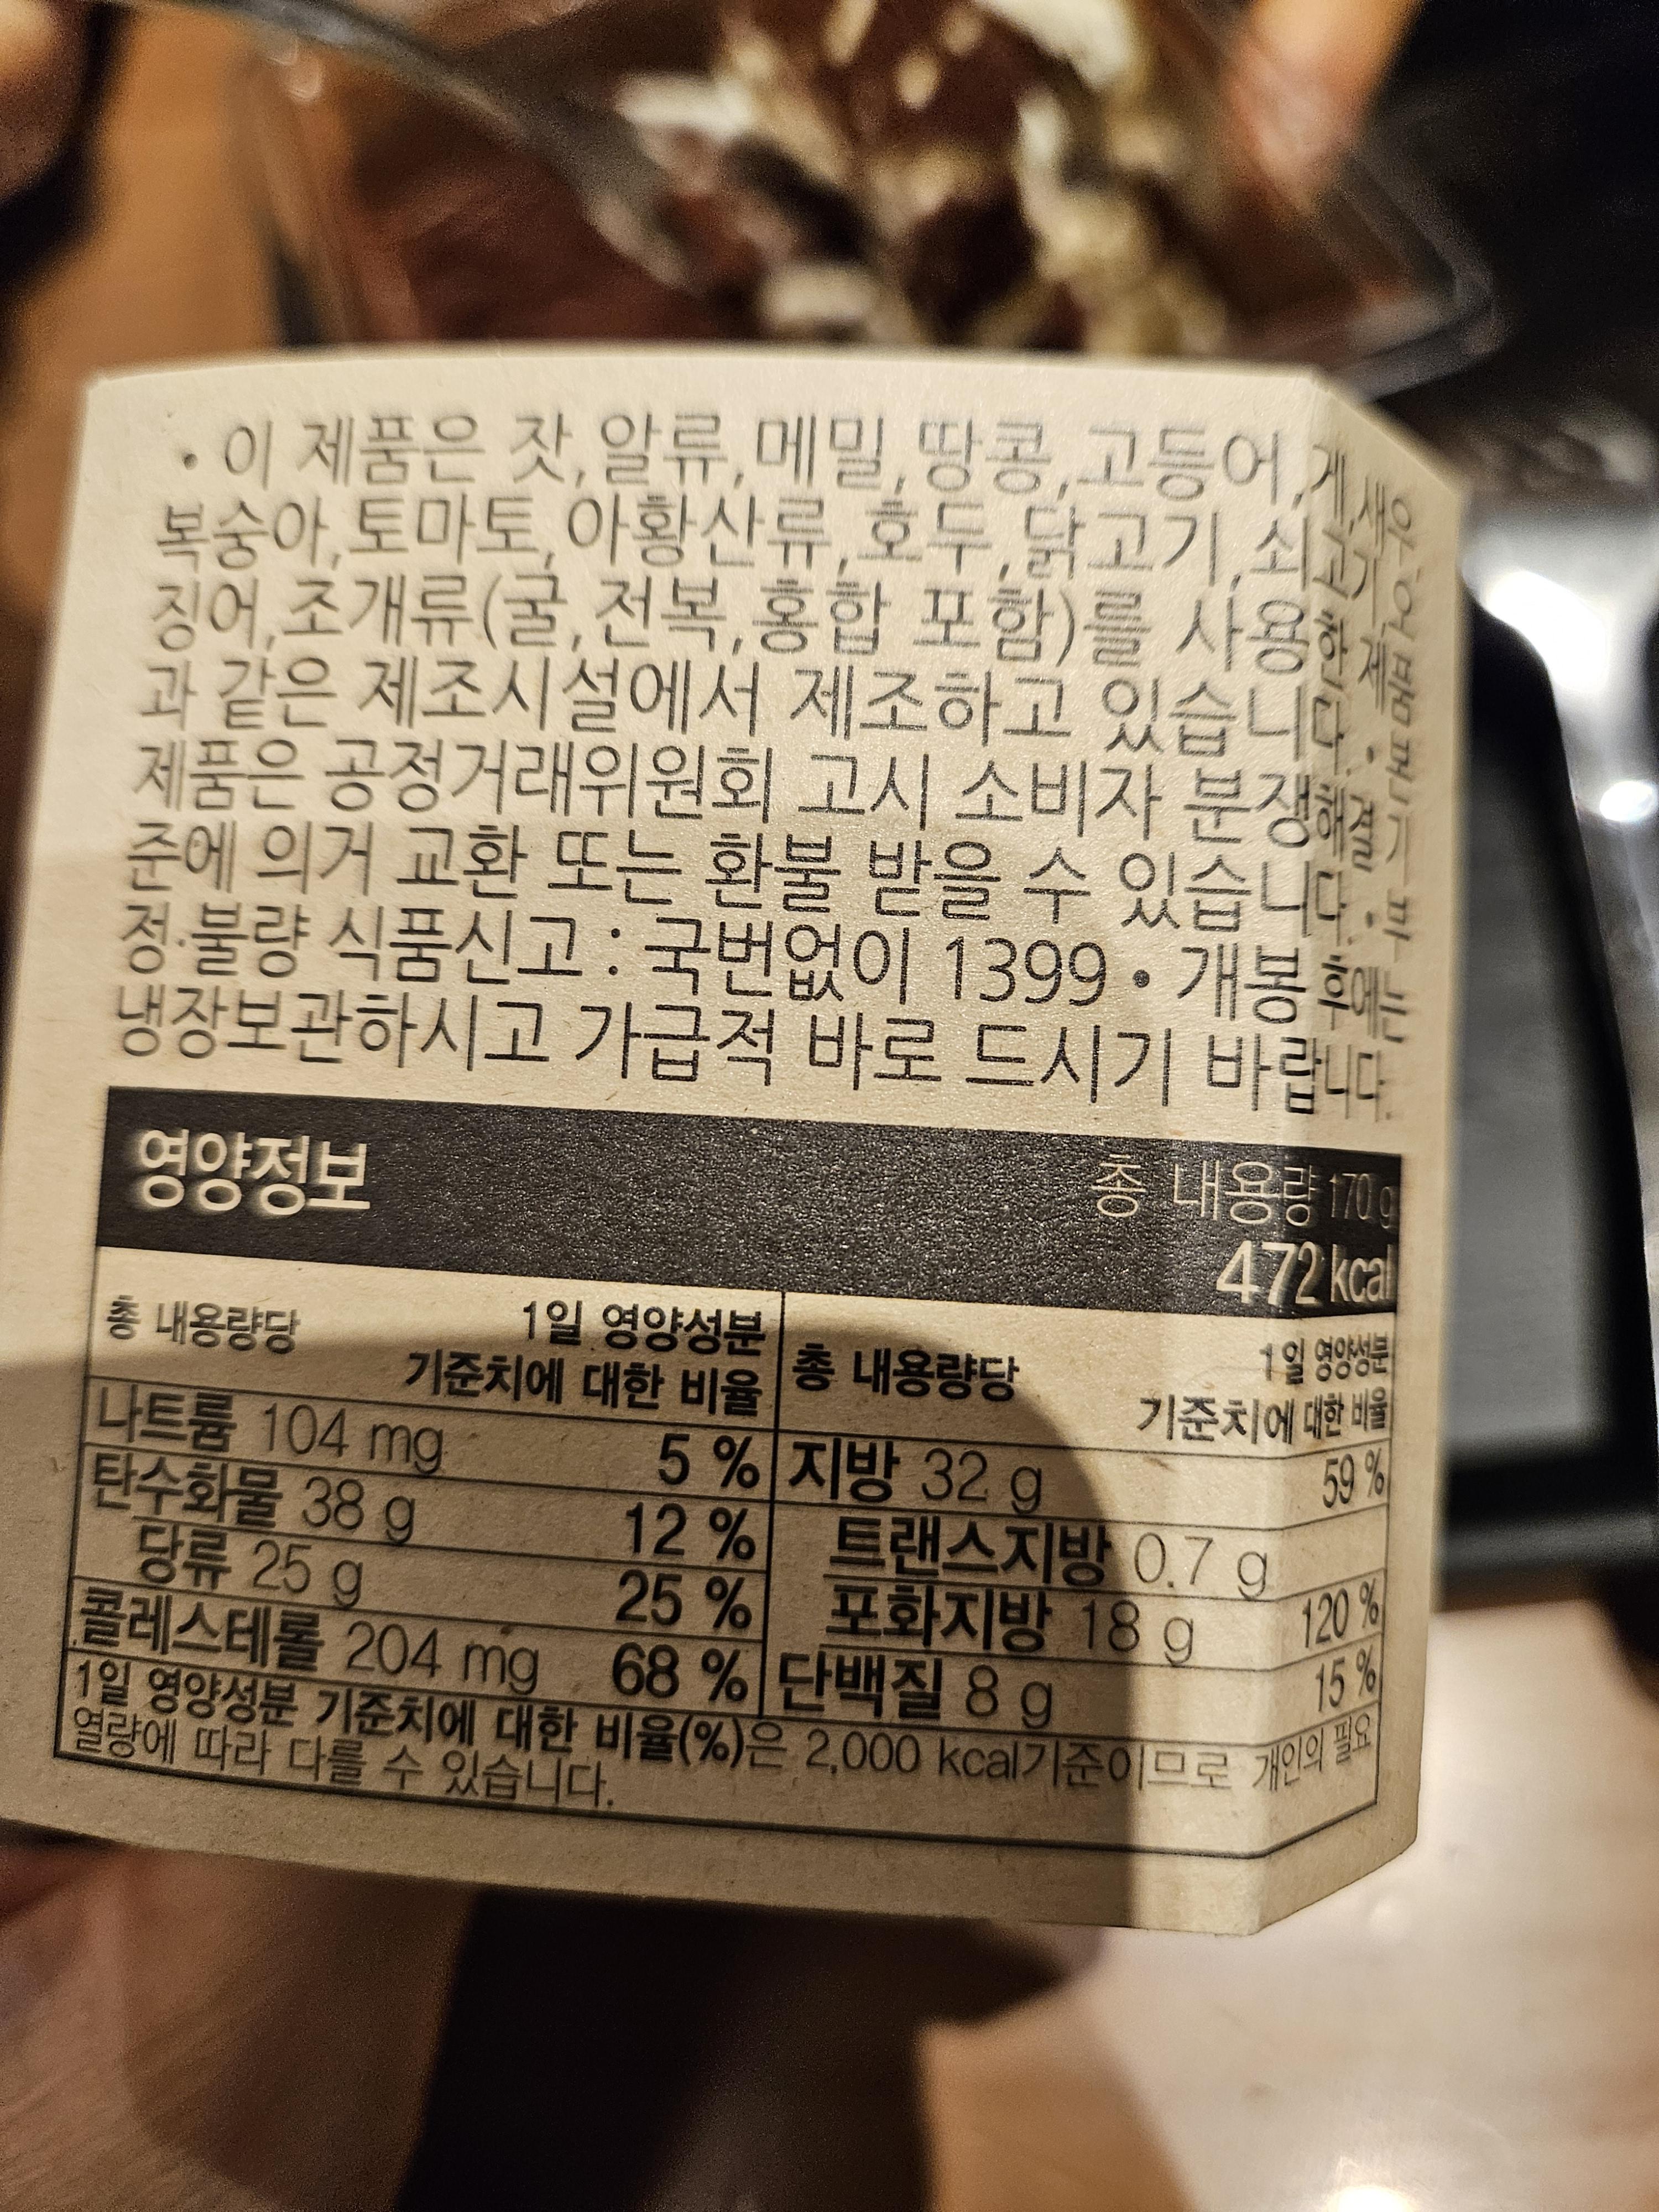 • 이 제품은 잣,알류,메밀,땅콩,고등어,게,새우,
복숭아,토마토,아황산류,호두,닭고기,쇠고기,오
징어,조개류(굴,전복,홍합 포함)를 사용한 제품
과 같은 제조시설에서 제조하고 있습니다. • 본
제품은 공정거래위원회 고시 소비자 분쟁해결기
준에 의거 교환 또는 환불 받을 수 있습니다. • 부
정·불량 식품신고 : 국번없이 1399 • 개봉 후에는
냉장보관하시고 가급적 바로 드시기 바랍니다.
영양정보 총 내용량 170 g
472 kcal
총 내용량당 1일 영양성분
기준치에 대한 비율
나트륨 104 mg 5 %
탄수화물 38 g 12 %
당류 25 g 25 %
콜레스테롤 204 mg 68 %
총 내용량당 1일 영양성분
기준치에 대한 비율
지방 32 g 59 %
트랜스지방 0.7 g
포화지방 18 g 120 %
단백질 8 g 15 %
1일 영양성분 기준치에 대한 비율(%)은 2,000 kcal기준이므로 개인의 필요
열량에 따라 다를 수 있습니다.